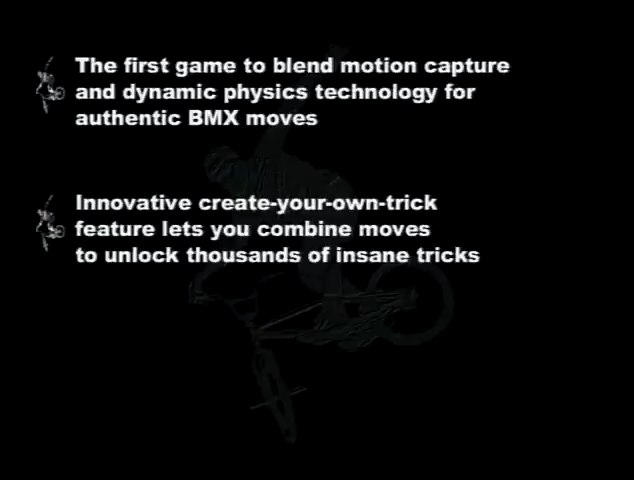 The first game to blend motion capture
and dynamic physics technology for
authentic BMX moves
Innovative create-your-own-trick
feature lets you combine moves
to unlock thousands of insane tricks